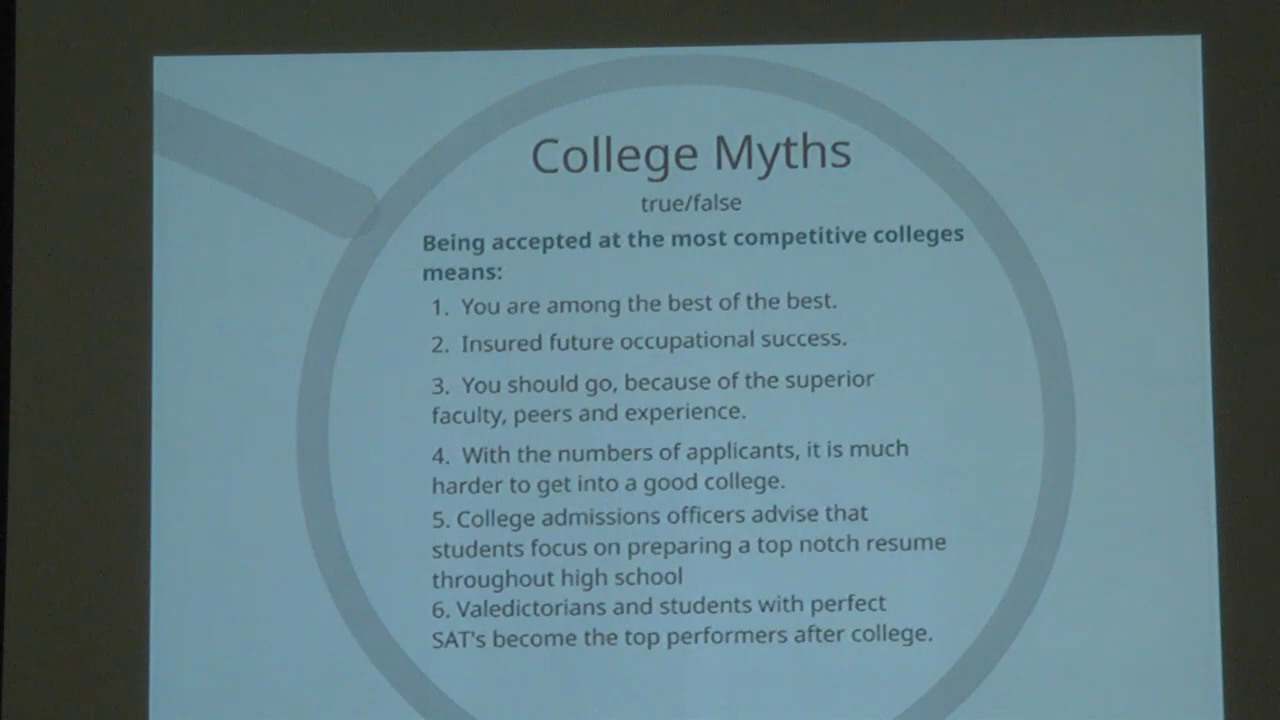 College Myths
true/false
Being accepted at the most competitive colleges
means:
1. You are among the best of the best.
2. Insured future occupational success.
3. You should go, because of the superior
faculty, peers and experience.
4. With the numbers of applicants, it is much
harder to get into a good college.
5. College admissions officers advise that
students focus on preparing a top notch resume
throughout high school
6. Valedictorians and students with perfect
SAT's become the top performers after college.